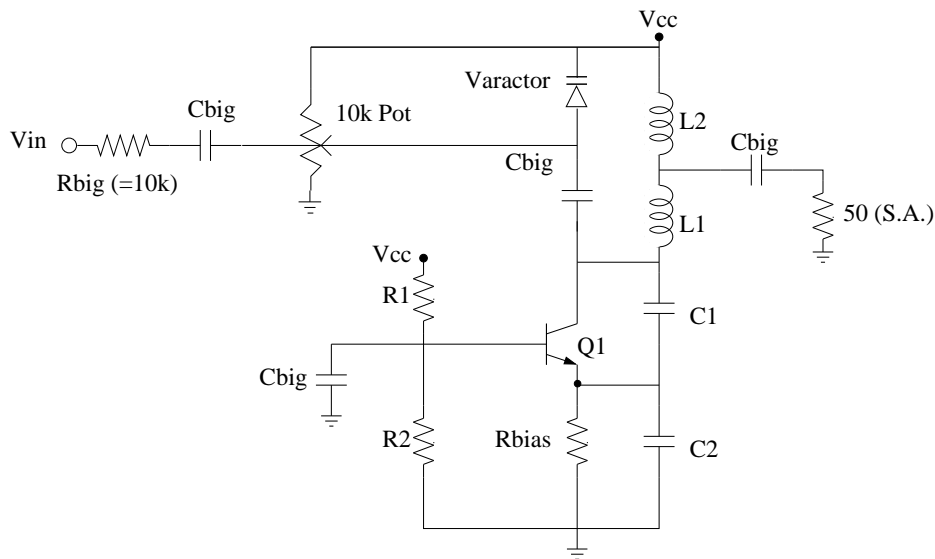 Vcc
Varactor
L2
Cbig
10k Pot
Cbig
Vin
Cbig
Rbig (=10k)
50 (S.A.)
L1
Vcc
R1
C1
Q1
Cbig
R2
Rbias
C2